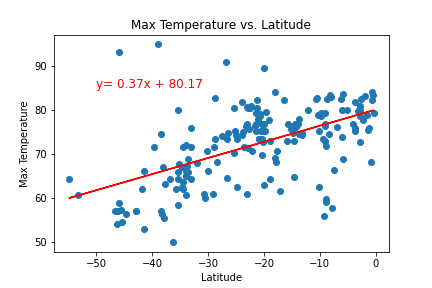 Max Temperature vs. Latitude
90
80
70
60
50
y= 0.37x + 80.17
Max Temperature
−50
−40
−30
−20
−10
0
Latitude